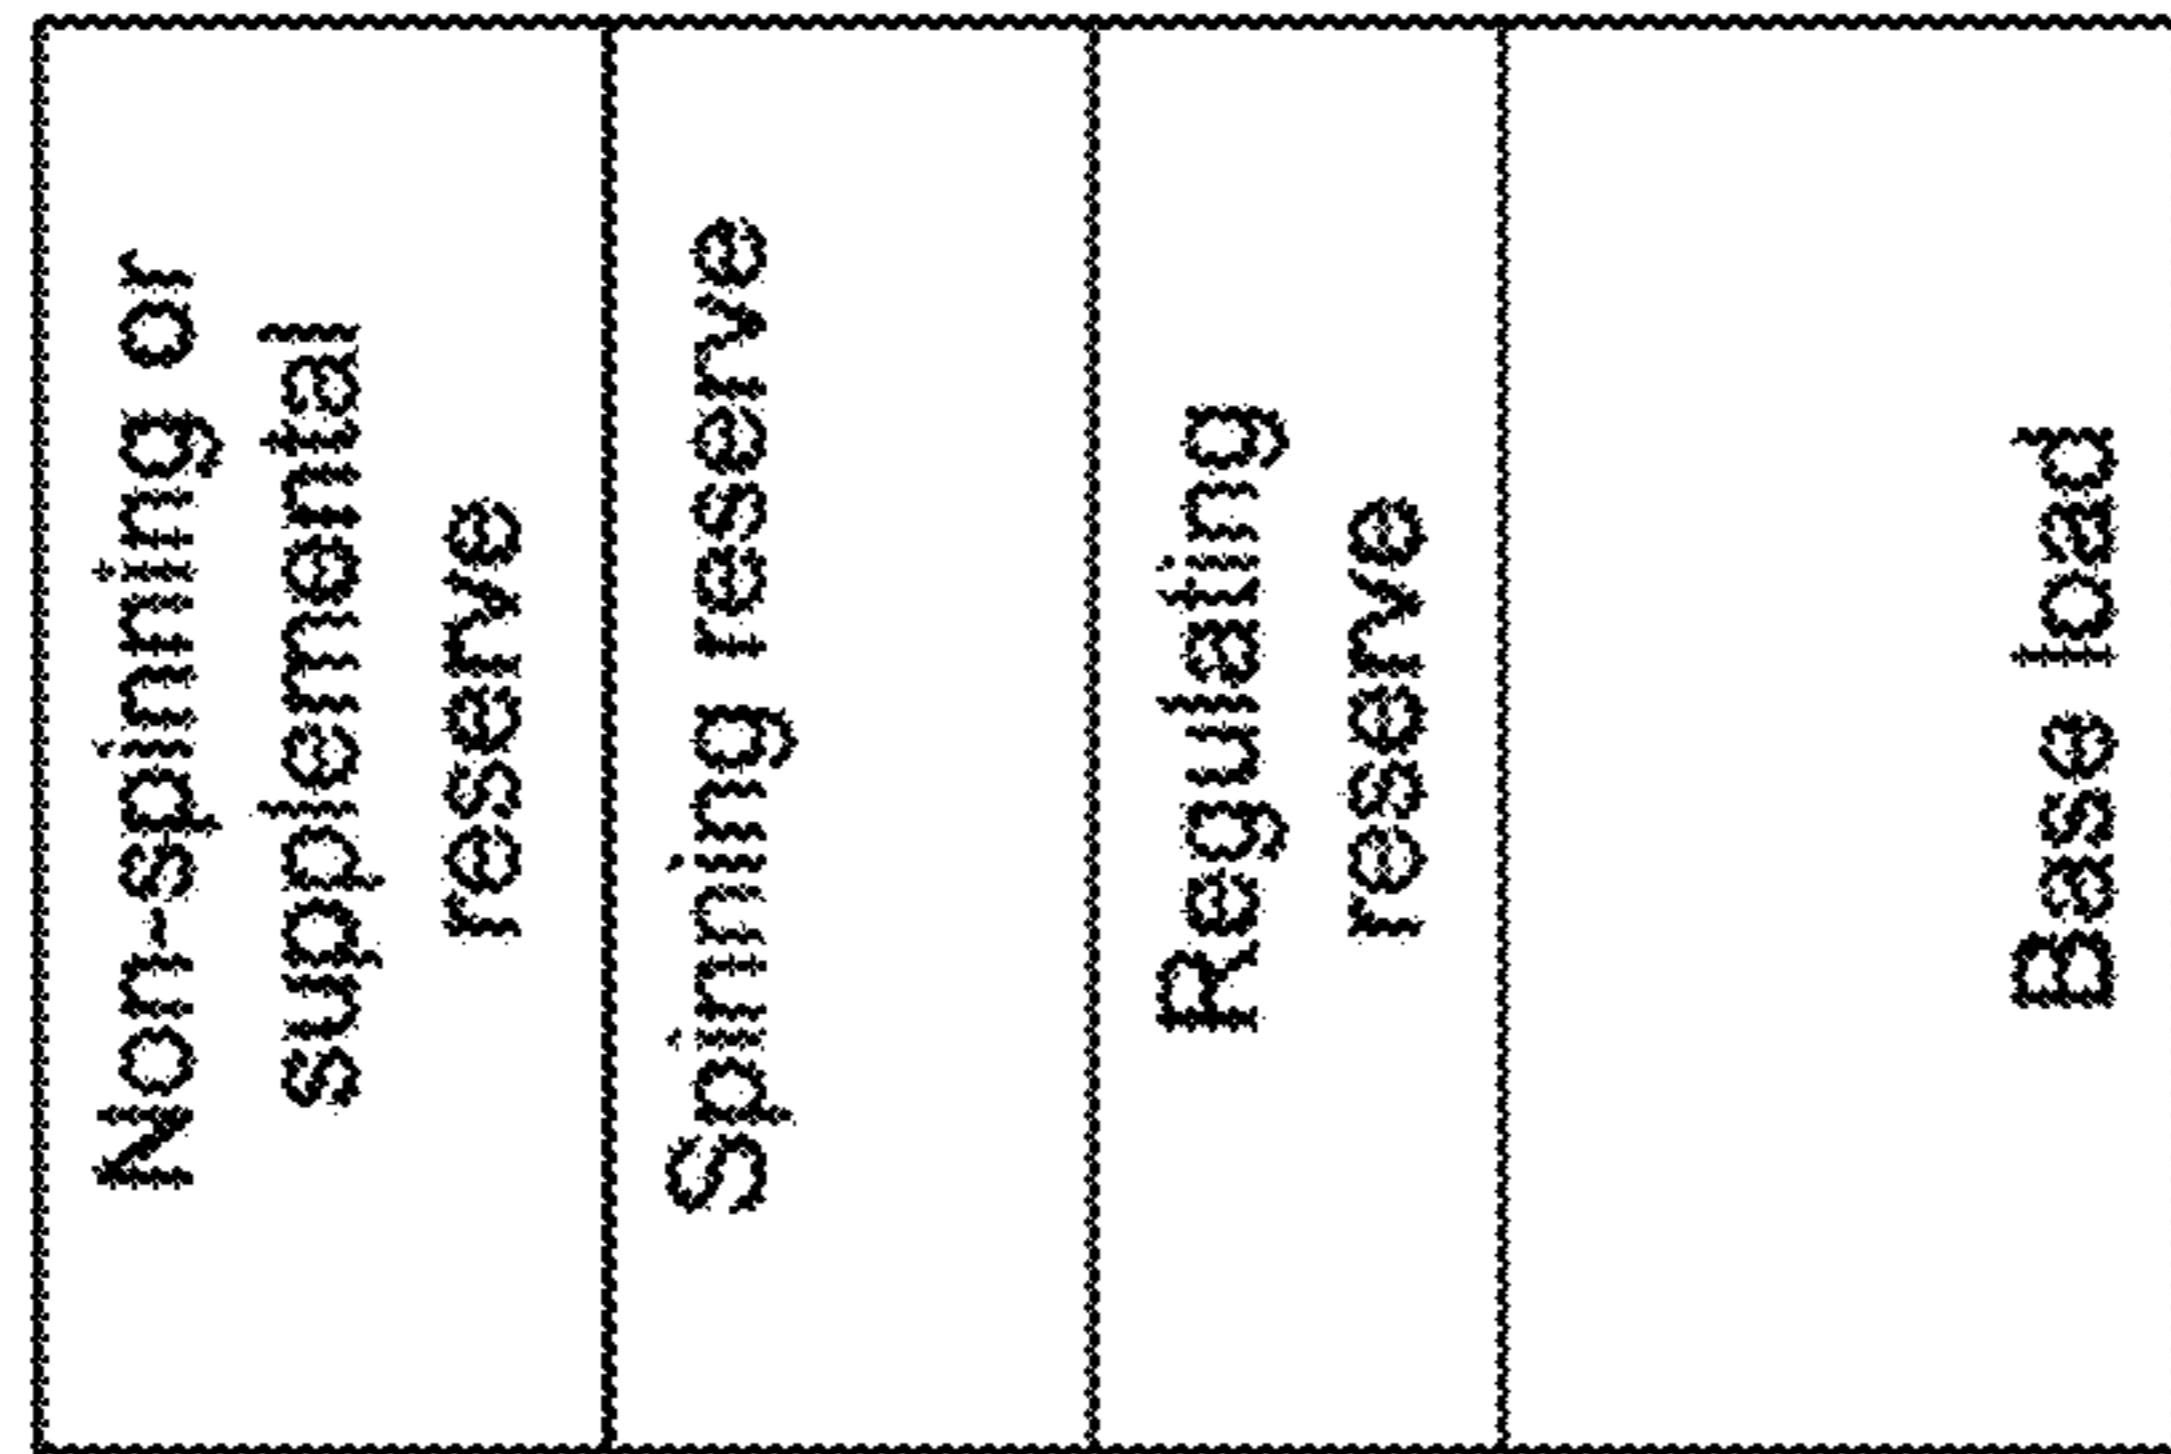 Non-spinning or
supplemental
reserve
Spinning reserve
Regulating
reserve
Base load